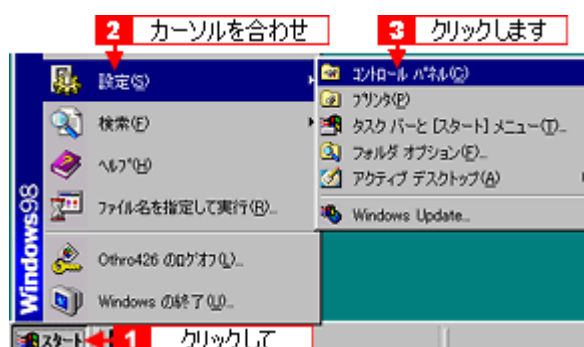 2 カーソルを合わせ
3 クリックします
設定(S)
検索(F)
ヘルプ(H)
ファイル名を指定して実行(R)...
Othro426 のログオフ(L)...
Windows の終了(U)...
コントロール パネル(C)
プリンタ(P)
タスク バーと [スタート] メニュー(T)...
フォルダ オプション(F)...
アクティブ デスクトップ(A)
Windows Update...
Windows98
スタート
1 クリックして